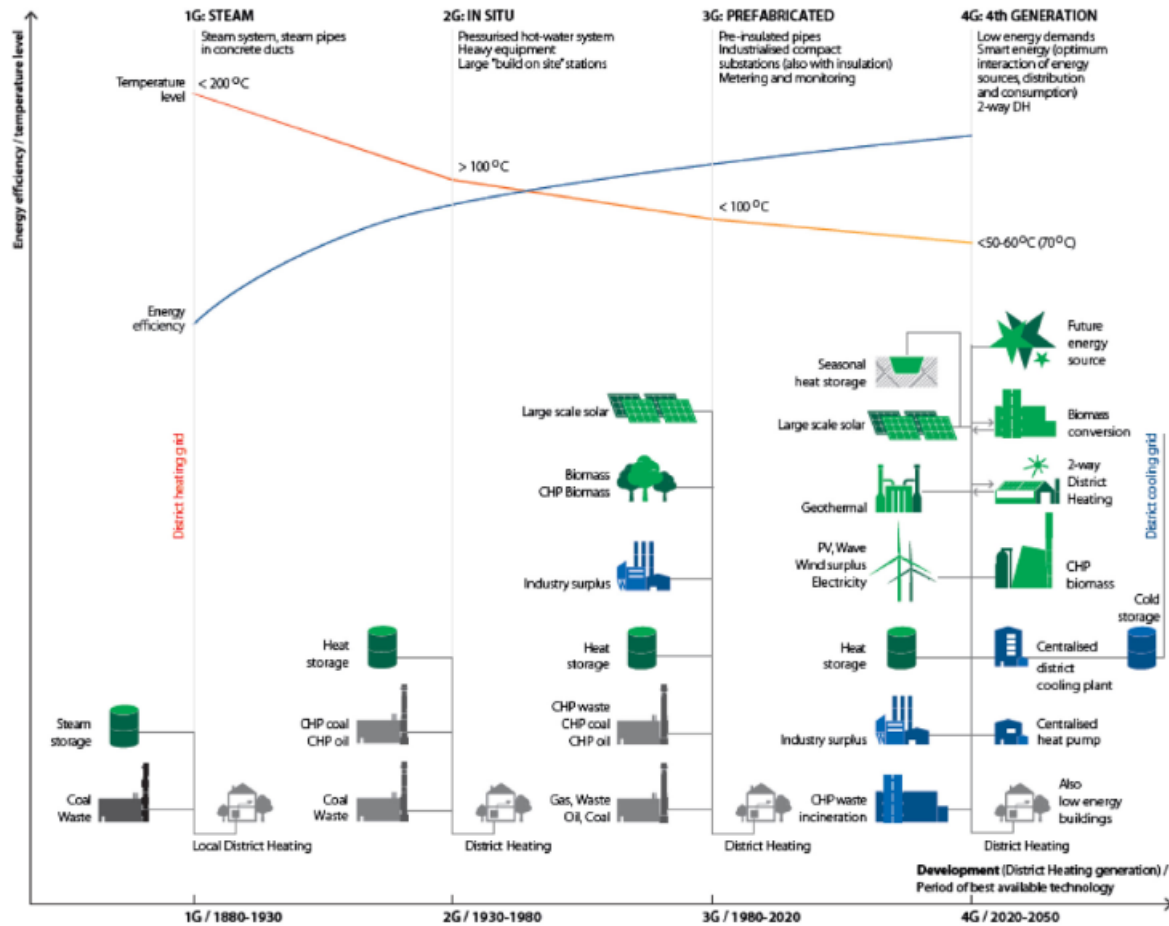 1G: STEAM
Steam system, steam pipes
in concrete ducts
2G: IN SITU
Pressurised hot-water system
Heavy equipment
Large "build on site" stations
3G: PREFABRICATED
Pre-insulated pipes
Industrialised compact
substations (also with insulation)
Metering and monitoring
4G: 4th GENERATION
Low energy demands
Smart energy (optimum
interaction of energy
sources, distribution
and consumption)
2-way DH
Energy efficiency / temperature level
Temperature
level
< 200 °C
> 100 °C
< 100 °C
<50-60°C (70°C)
Energy
efficiency
District heating grid
Steam
storage
Coal
Waste
Local District Heating
Heat
storage
CHP coal
CHP oil
Coal
Waste
District Heating
Large scale solar
Biomass
CHP Biomass
Industry surplus
Heat
storage
CHP waste
CHP coal
CHP oil
Gas, Waste
Oil, Coal
District Heating
Seasonal
heat storage
Large scale solar
Geothermal
PV, Wave
Wind surplus
Electricity
Heat
storage
Industry surplus
CHP waste
incineration
Future
energy
source
Biomass
conversion
2-way
District
Heating
CHP
biomass
Centralised
district
cooling plant
Centralised
heat pump
Also
low energy
buildings
District Heating
District cooling grid
Cold
storage
Development (District Heating generation) /
Period of best available technology
1G / 1880-1930
2G / 1930-1980
3G / 1980-2020
4G / 2020-2050